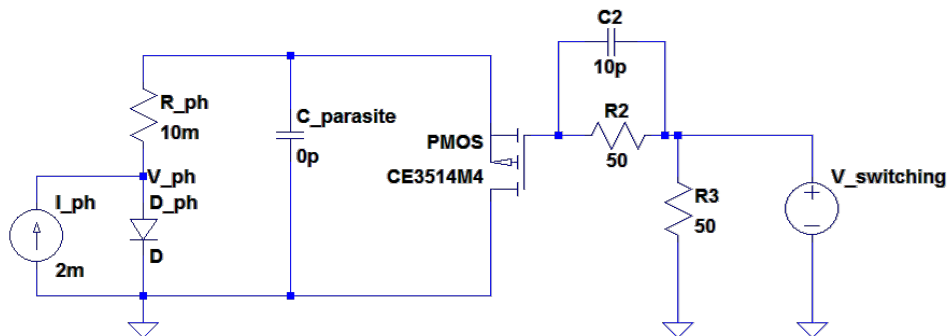 C2
10p
R_ph
10m
C_parasite
0p
PMOS
CE3514M4
R2
50
V_ph
D_ph
I_ph
D
2m
R3
50
V_switching